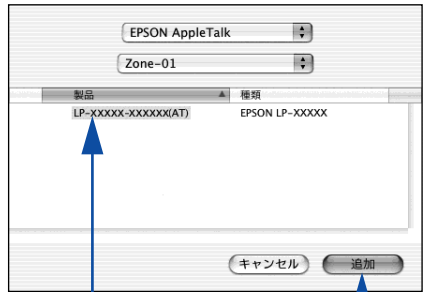 EPSON AppleTalk
Zone-01
製品 種類
LP-XXXXX-XXXXXX(AT) EPSON LP-XXXXX
キャンセル 追加